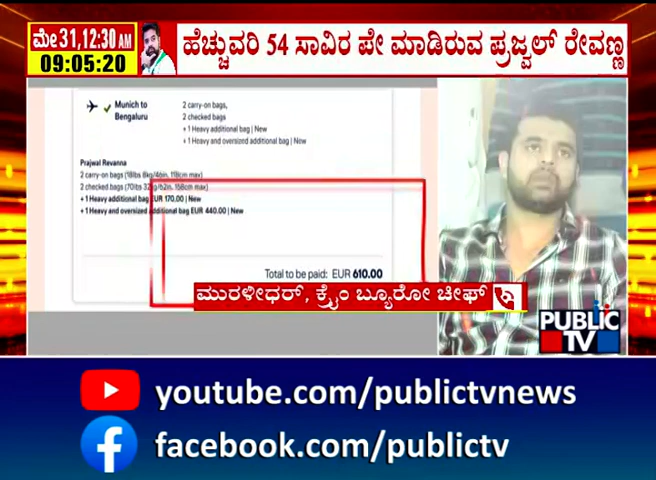 ಮೇ 31, 12:30 AM
09:05:20
ಹೆಚ್ಚುವರಿ 54 ಸಾವಿರ ಪೇ ಮಾಡಿರುವ ಪ್ರಜ್ವಲ್ ರೇವಣ್ಣ
Munich to
Bengaluru
2 carry-on bags,
2 checked bags
+ 1 Heavy additional bag | New
+ 1 Heavy and oversized additional bag | New
Prajwal Revanna
2 carry-on bags (18lbs 8kg/46in, 118cm max)
2 checked bags (70lbs 32kg/62in, 158cm max)
+ 1 Heavy additional bag EUR 170.00 | New
+ 1 Heavy and oversized additional bag EUR 440.00 | New
Total to be paid: EUR 610.00
ಮುರಳೀಧರ್, ಕ್ರೈಂ ಬ್ಯೂರೋ ಚೀಫ್
PUBLIC
TV
youtube.com/publictvnews
facebook.com/publictv